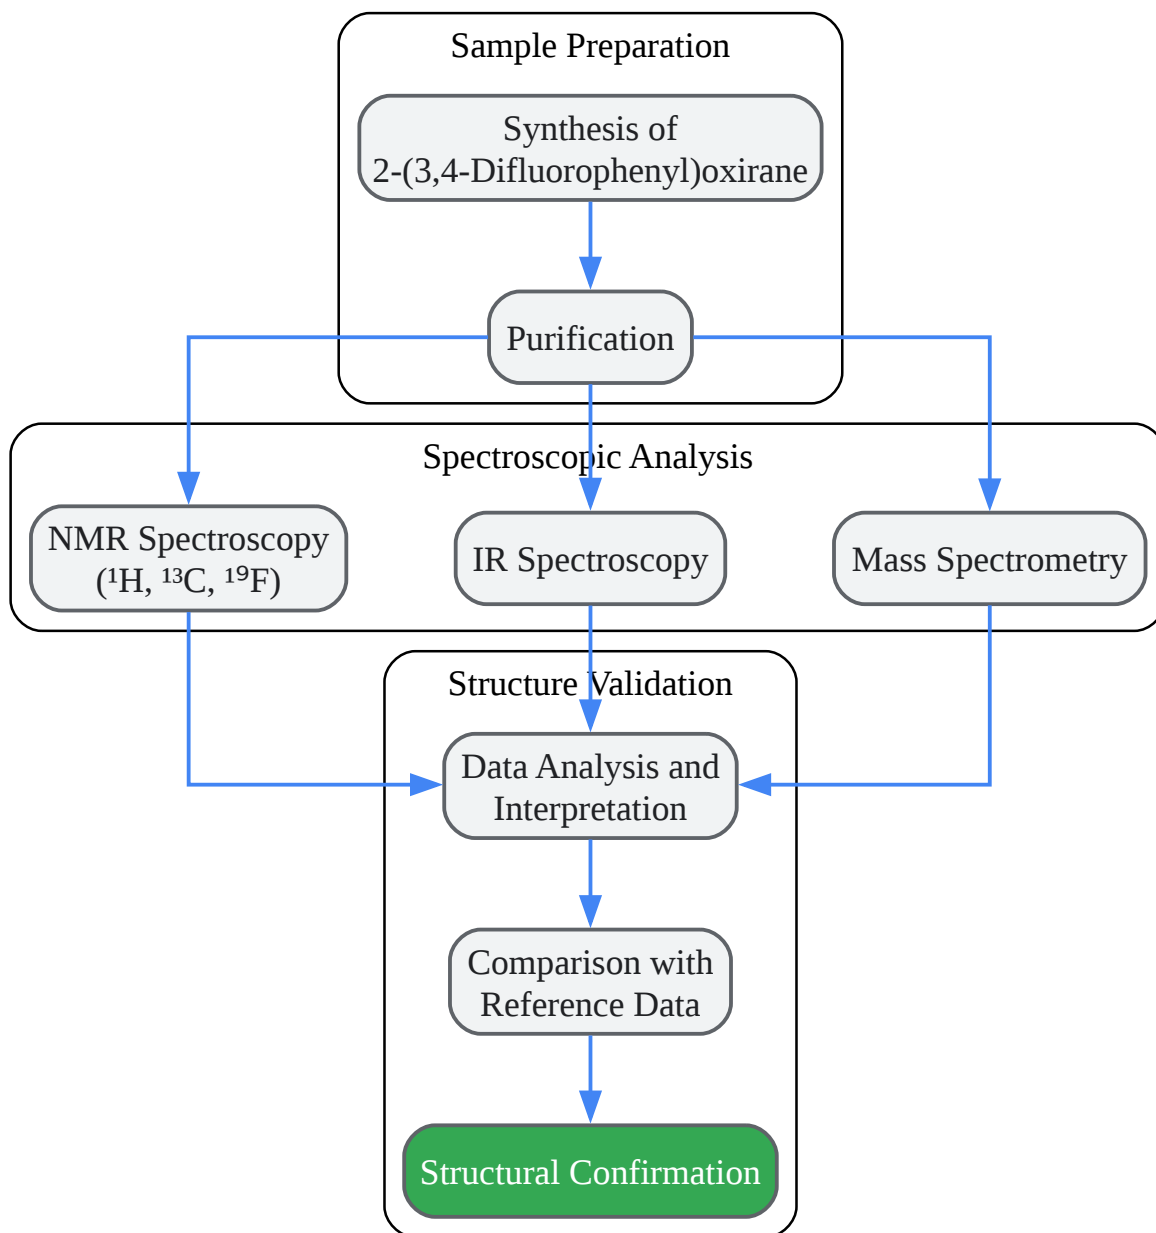 Sample Preparation
Synthesis of
2-(3,4-Difluorophenyl)oxirane
Purification
Spectroscopic Analysis
NMR Spectroscopy
(¹H, ¹³C, ¹⁹F)
IR Spectroscopy
Mass Spectrometry
Structure Validation
Data Analysis and
Interpretation
Comparison with
Reference Data
Structural Confirmation